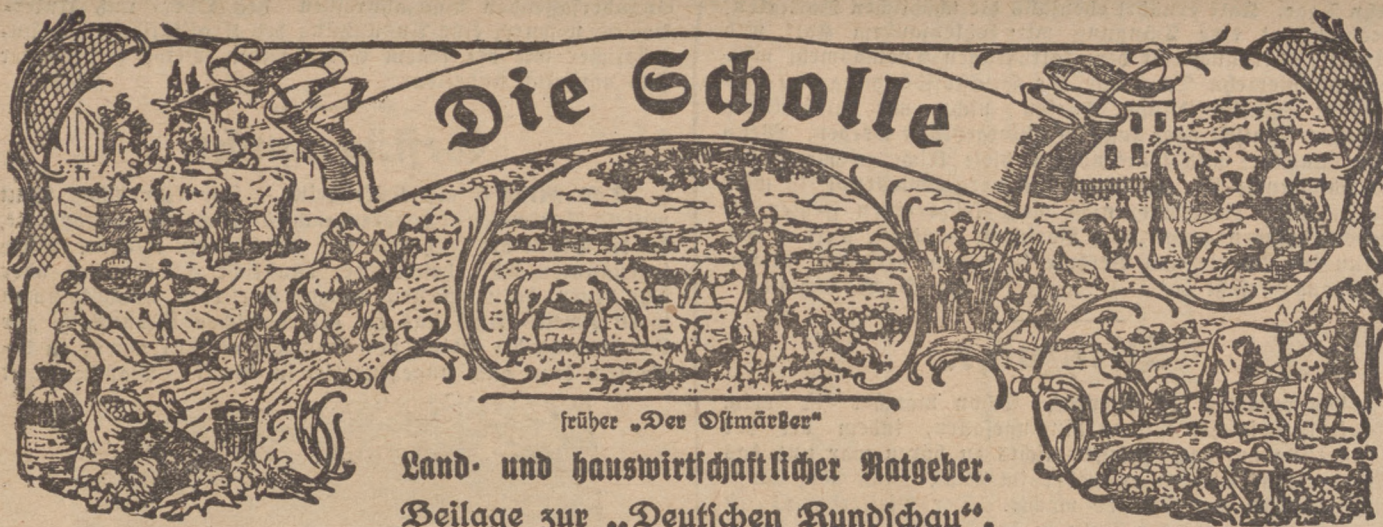 Die Scholle
früher „Der Ostmärker“
Land- und hauswirtschaftlicher Ratgeber.
Beilage zur „Deutschen Rundschau“.